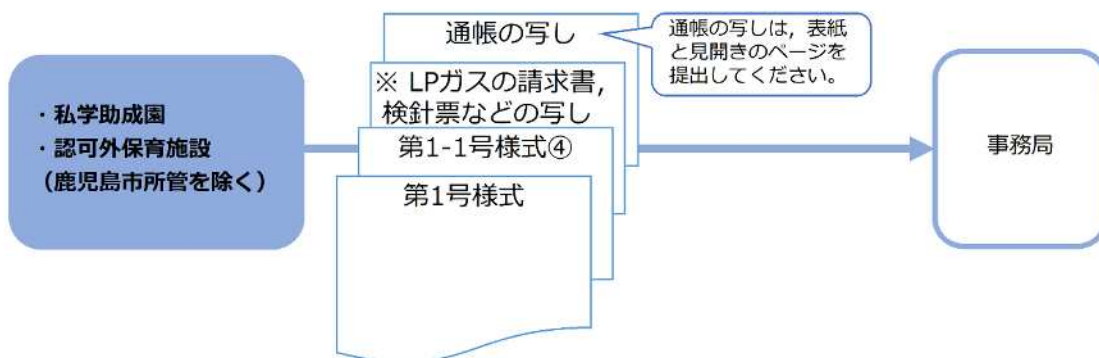 ・私学助成園
・認可外保育施設
（鹿児島市所管を除く）
通帳の写し
※ LPガスの請求書，
検針票などの写し
第1-1号様式④
第1号様式
通帳の写しは，表紙
と見開きのページを
提出してください。
事務局